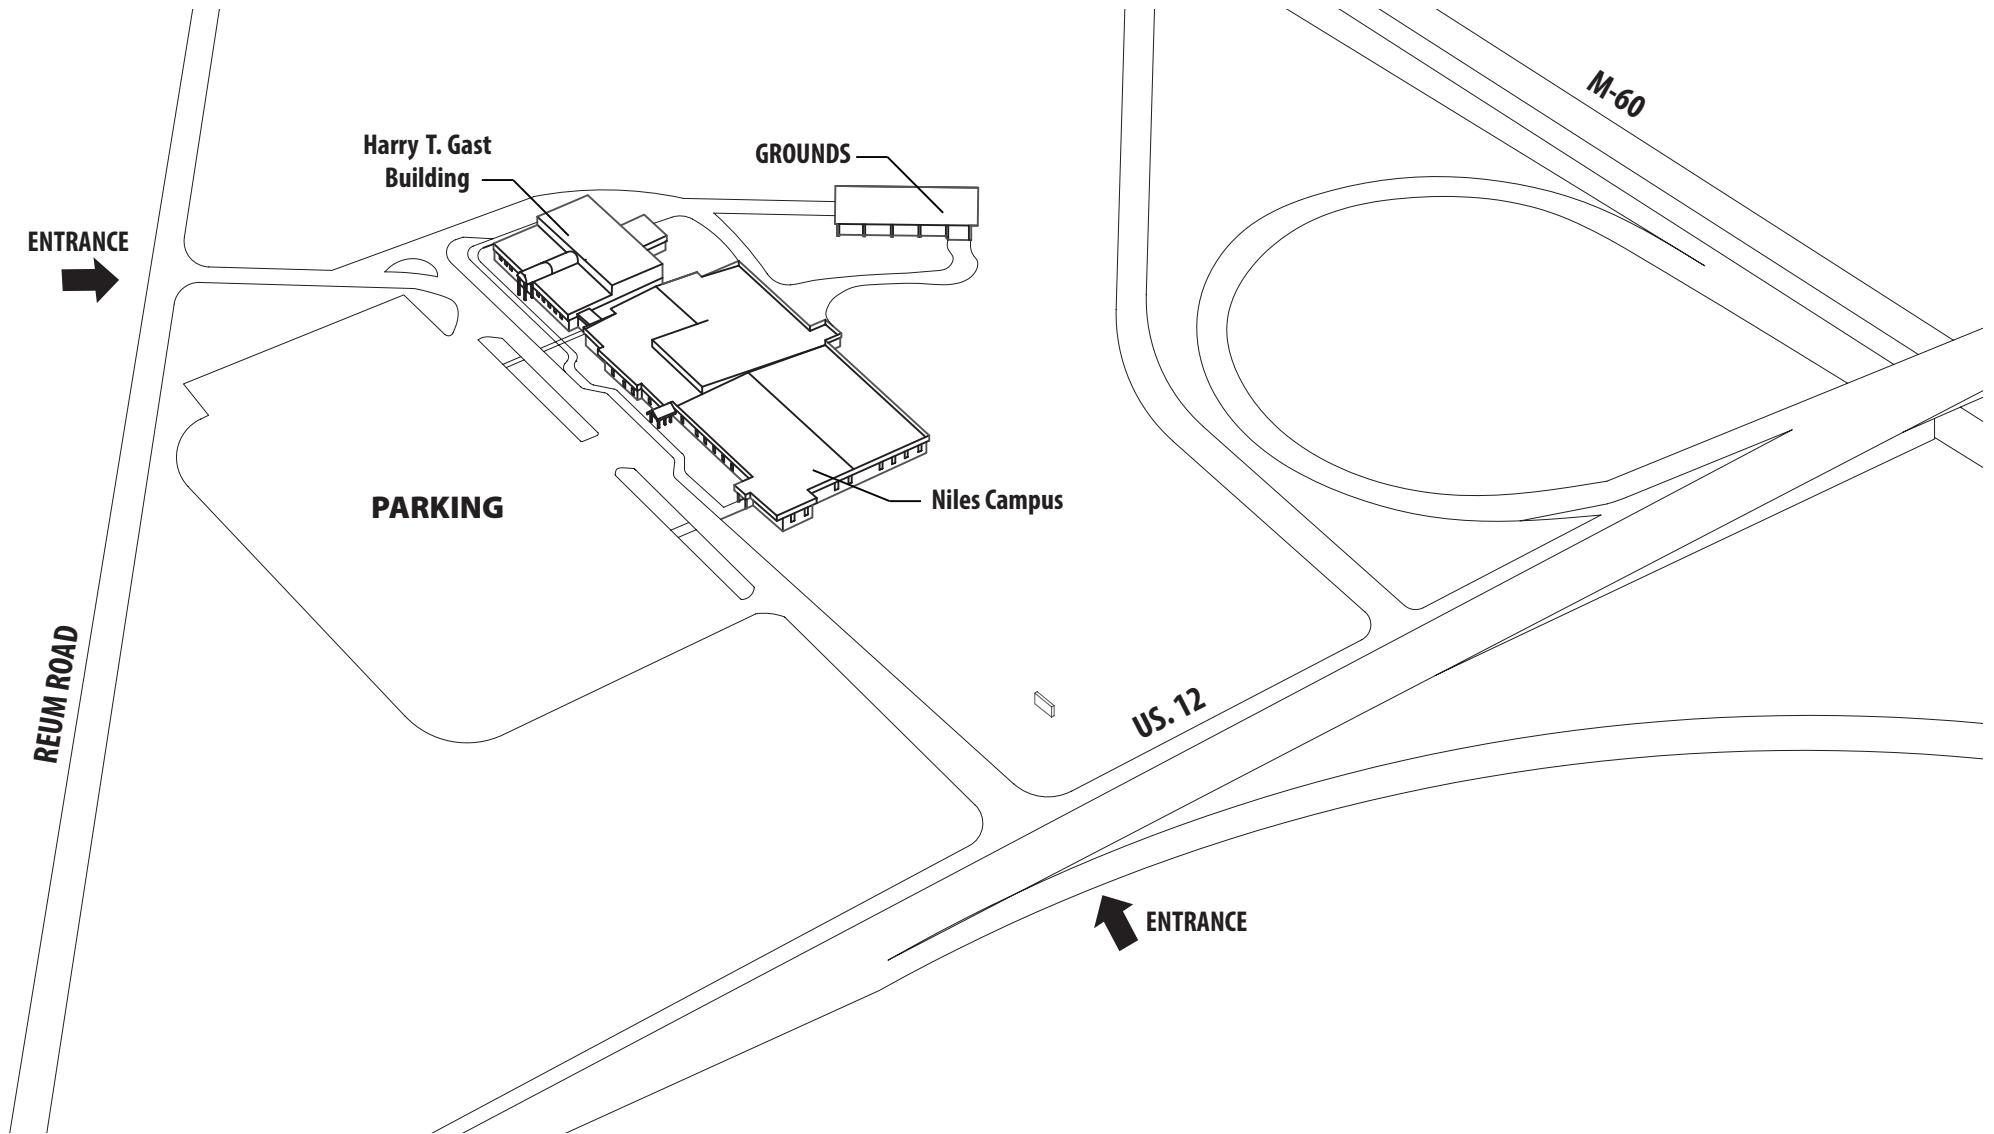 M-60
Harry T. Gast
Building
GROUNDS
ENTRANCE
Niles Campus
PARKING
REUM ROAD
US. 12
ENTRANCE